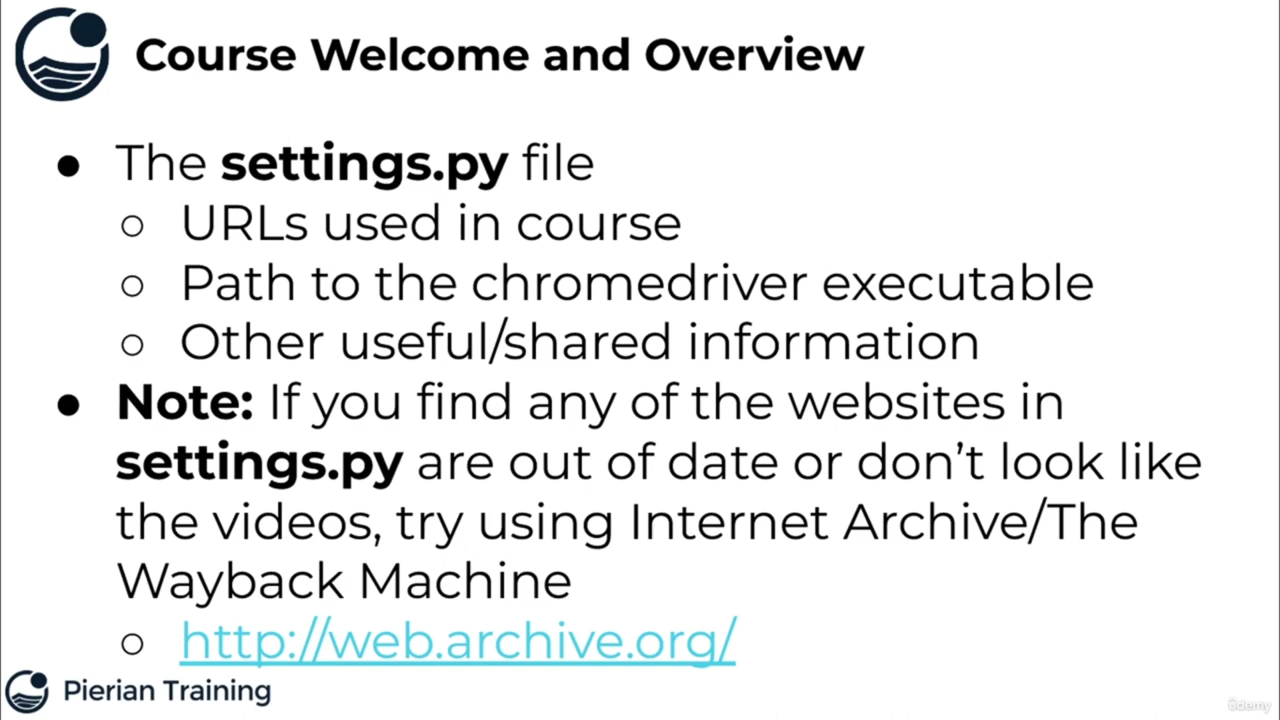 Course Welcome and Overview
● The settings.py file
○ URLs used in course
○ Path to the chromedriver executable
○ Other useful/shared information
● Note: If you find any of the websites in
settings.py are out of date or don’t look like
the videos, try using Internet Archive/The
Wayback Machine
○ http://web.archive.org/
Pierian Training
ûdemy